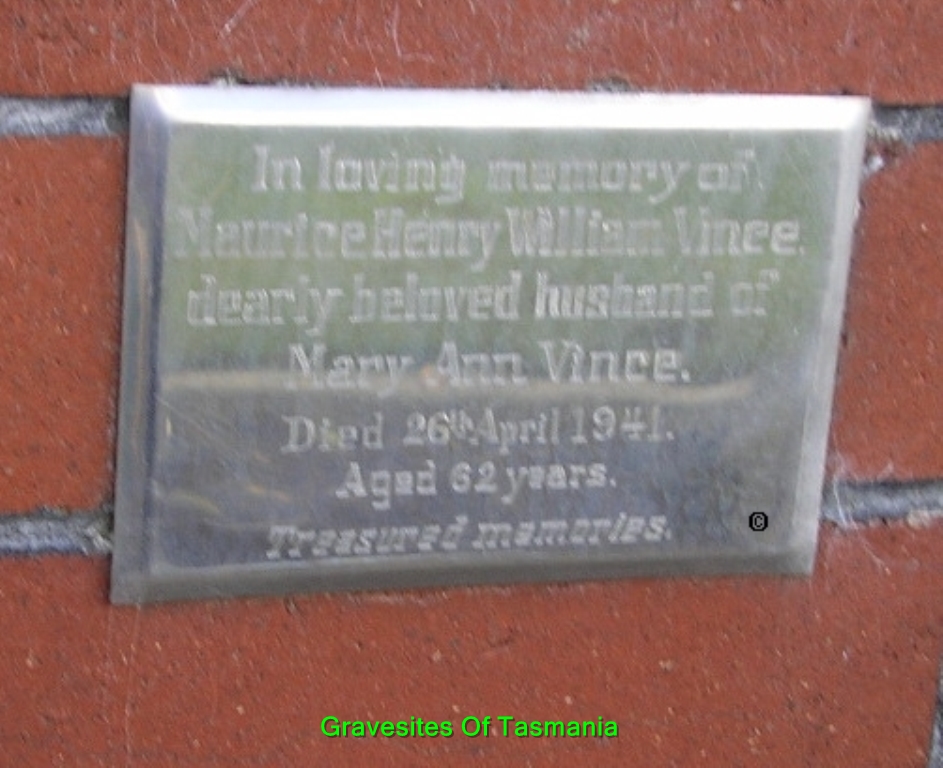 In loving memory of
Maurice Henry William Vince.
dearly beloved husband of
Mary Ann Vince.
Died 26th April 1941.
Aged 62 years.
Treasured memories.
©
Gravesites Of Tasmania